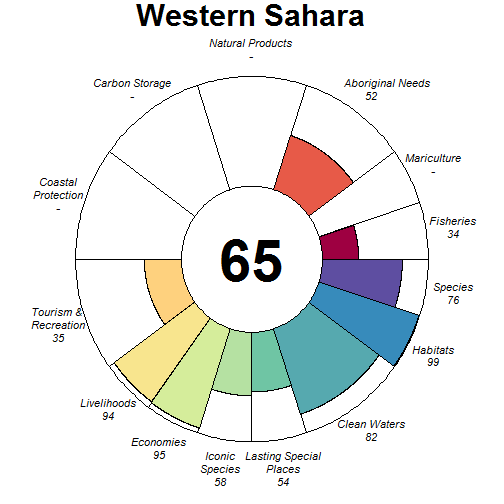 Western Sahara
Natural Products
-
Carbon Storage
-
Aboriginal Needs
52
Mariculture
-
Coastal
Protection
-
Fisheries
34
65
Species
76
Tourism &
Recreation
35
Habitats
99
Livelihoods
94
Clean Waters
82
Economies
95
Iconic
Species
58
Lasting Special
Places
54